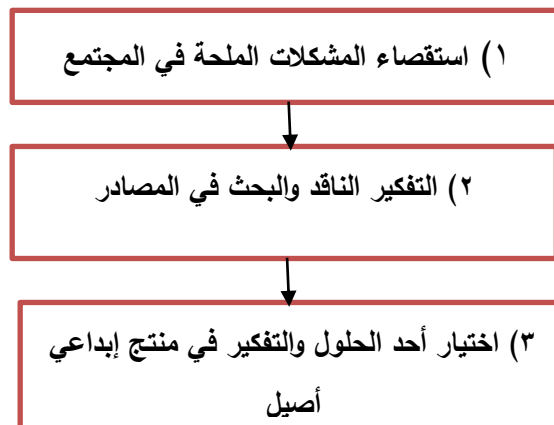 ١) استقصاء المشكلات الملحة في المجتمع
٢) التفكير الناقد والبحث في المصادر
٣) اختيار أحد الحلول والتفكير في منتج إبداعي
أصيل